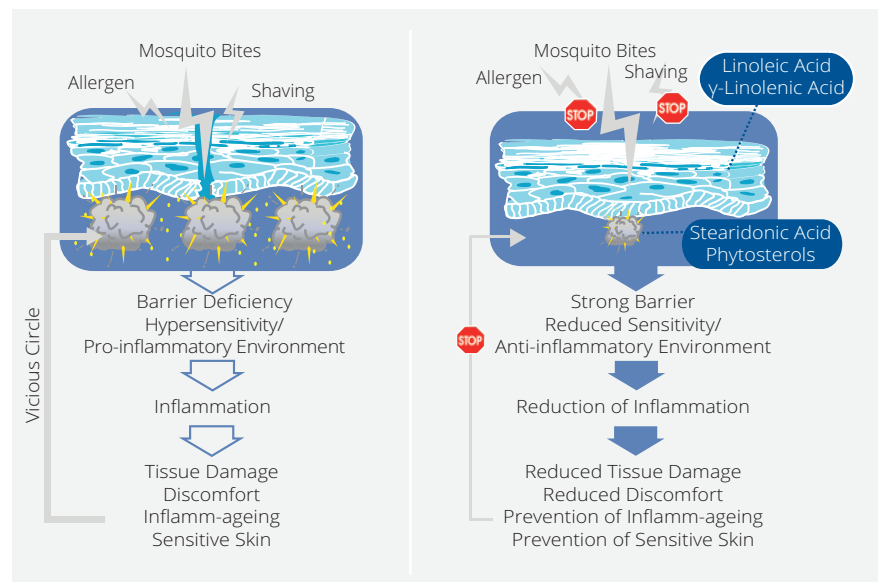 Mosquito Bites
Allergen
Shaving
Barrier Deficiency
Hypersensitivity/
Pro-inflammatory Environment
Inflammation
Tissue Damage
Discomfort
Inflamm-ageing
Sensitive Skin
Vicious Circle
Mosquito Bites
Allergen
Shaving
STOP
STOP
Linoleic Acid
γ-Linolenic Acid
Stearidonic Acid
Phytosterols
Strong Barrier
Reduced Sensitivity/
Anti-inflammatory Environment
STOP
Reduction of Inflammation
Reduced Tissue Damage
Reduced Discomfort
Prevention of Inflamm-ageing
Prevention of Sensitive Skin